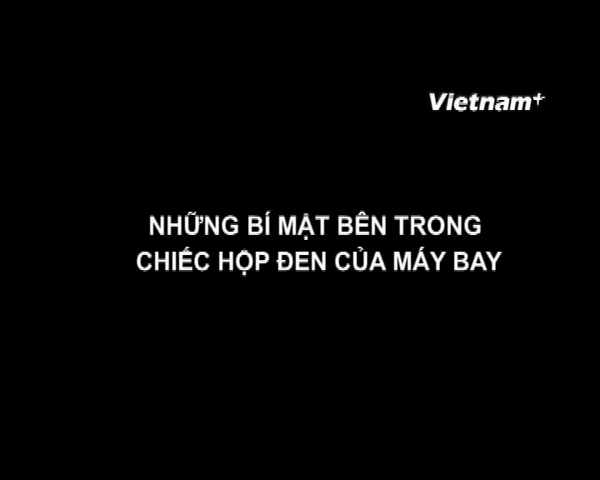 Vietnam+
NHỮNG BÍ MẬT BÊN TRONG
CHIẾC HỘP ĐEN CỦA MÁY BAY